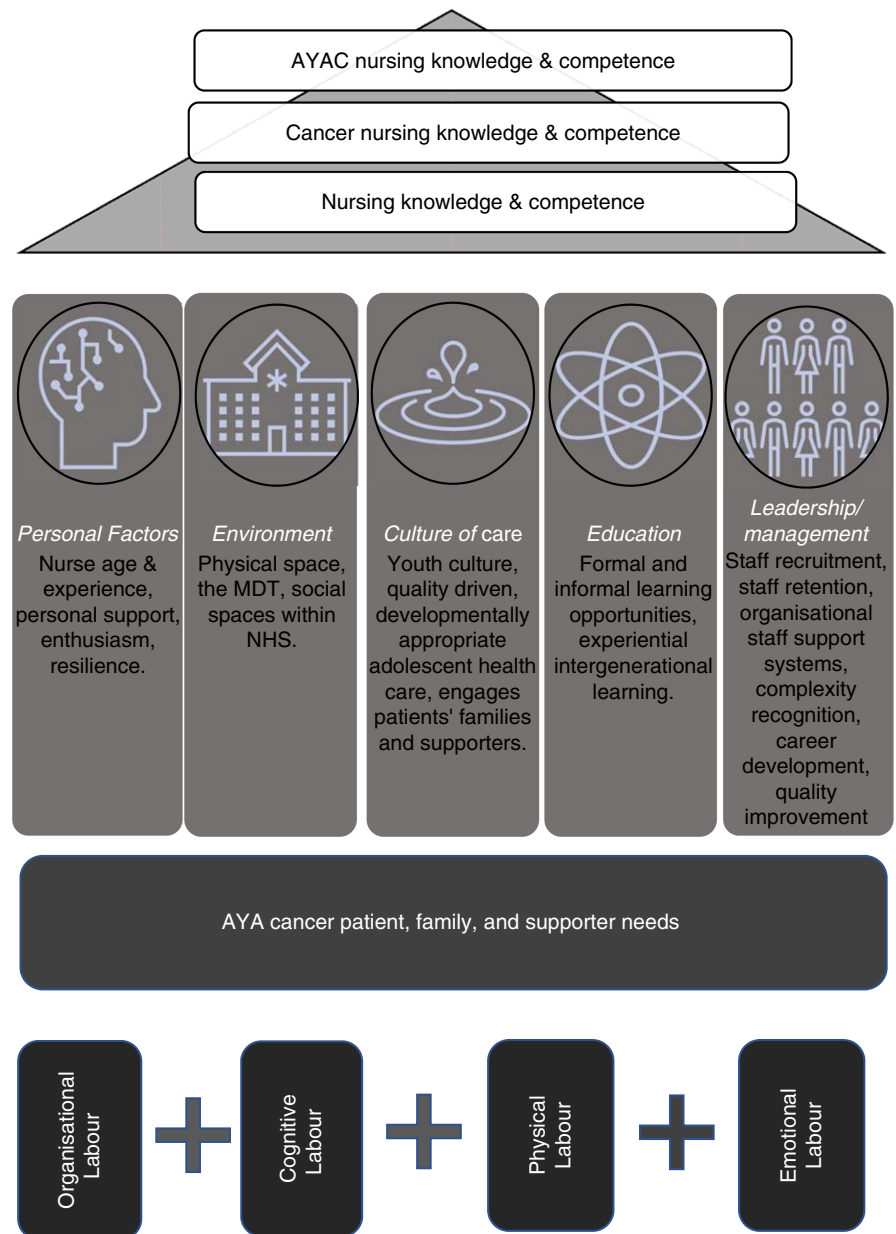 AYAC nursing knowledge & competence
Cancer nursing knowledge & competence
Nursing knowledge & competence
Personal Factors
Nurse age &
experience,
personal support,
enthusiasm,
resilience.
Environment
Physical space,
the MDT, social
spaces within
NHS.
Culture of care
Youth culture,
quality driven,
developmentally
appropriate
adolescent health
care, engages
patients' families
and supporters.
Education
Formal and
informal learning
opportunities,
experiential
intergenerational
learning.
Leadership/
management
Staff recruitment,
staff retention,
organisational
staff support
systems,
complexity
recognition,
career
development,
quality
improvement
AYA cancer patient, family, and supporter needs
Organisational
Labour
Cognitive
Labour
Physical
Labour
Emotional
Labour